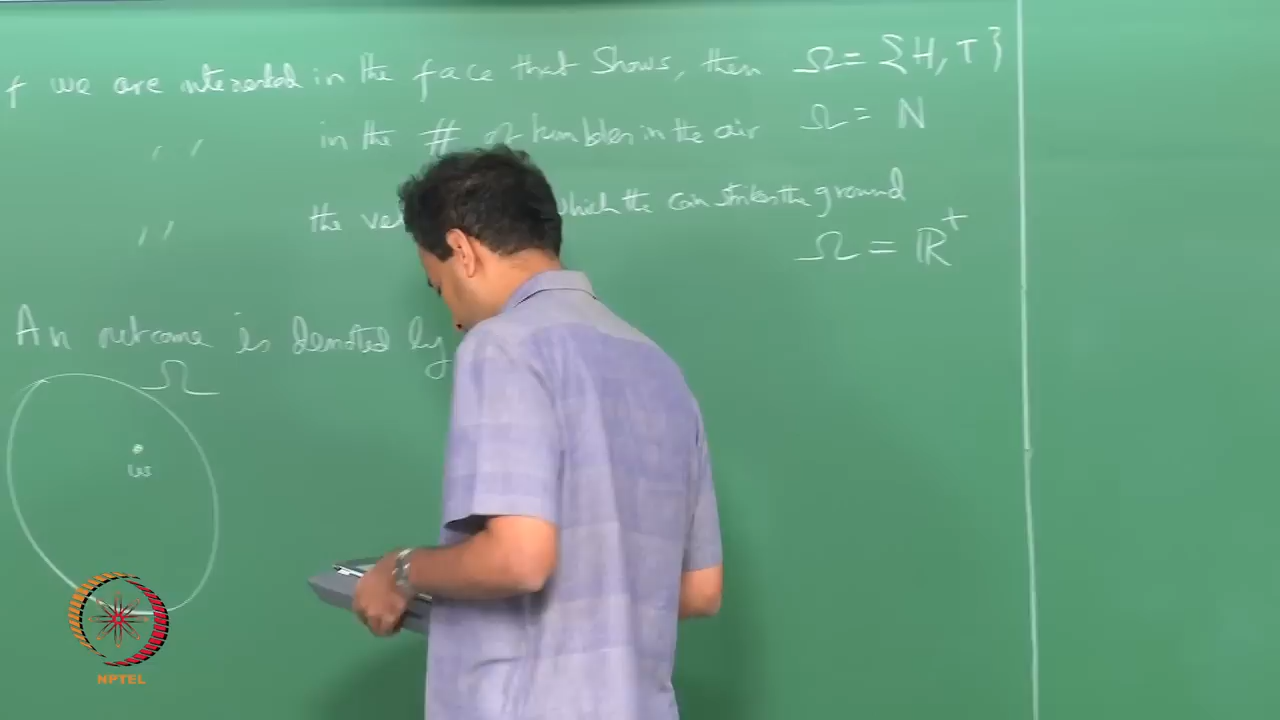 f we are interested in the face that shows, then Ω = {H, T}
,, in the # of tumbles in the air Ω = N
,, the which the coin strikes the ground
Ω = ℝ⁺
An outcome is denoted by
Ω
ω
NPTEL